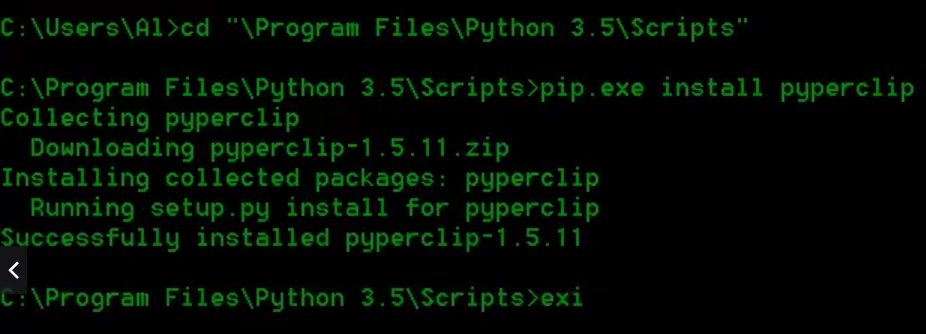 C:\Users\Al>cd "\Program Files\Python 3.5\Scripts"
C:\Program Files\Python 3.5\Scripts>pip.exe install pyperclip
Collecting pyperclip
  Downloading pyperclip-1.5.11.zip
Installing collected packages: pyperclip
  Running setup.py install for pyperclip
Successfully installed pyperclip-1.5.11
C:\Program Files\Python 3.5\Scripts>exi